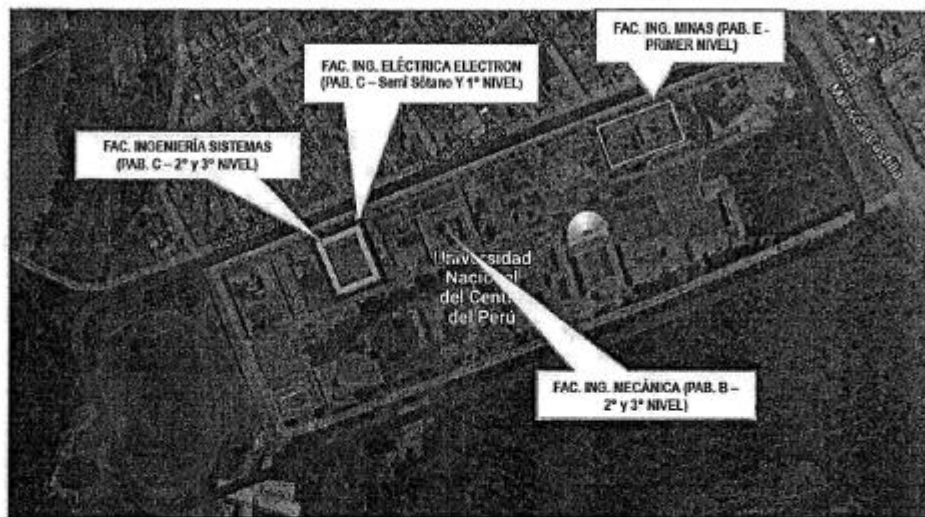 FAC. ING. MINAS (PAB. E -
PRIMER NIVEL)
FAC. ING. ELÉCTRICA ELECTRON
(PAB. C – Semi Sótano Y 1° NIVEL)
FAC. INGENIERÍA SISTEMAS
(PAB. C – 2° y 3° NIVEL)
Universidad
Nacional
del Centro
del Perú
FAC. ING. MECÁNICA (PAB. B –
2° y 3° NIVEL)